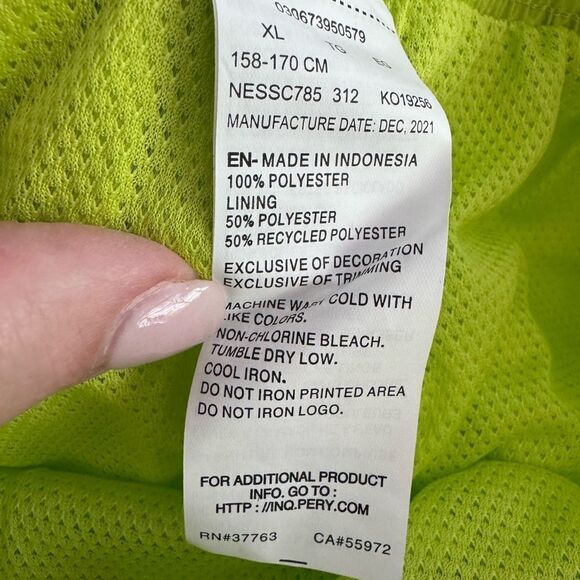 030673950579
XL TG EG
158-170 CM
NESSC785 312 KO19256
MANUFACTURE DATE: DEC, 2021
EN- MADE IN INDONESIA
100% POLYESTER
LINING
50% POLYESTER
50% RECYCLED POLYESTER
EXCLUSIVE OF DECORATION
EXCLUSIVE OF TRIMMING
MACHINE COLD WITH
LIKE COLORS.
NON-CHLORINE BLEACH.
TUMBLE DRY LOW.
COOL IRON.
DO NOT IRON PRINTED AREA
DO NOT IRON LOGO.
FOR ADDITIONAL PRODUCT
INFO. GO TO :
HTTP : //INQ.PERY.COM
RN#37763 CA#55972